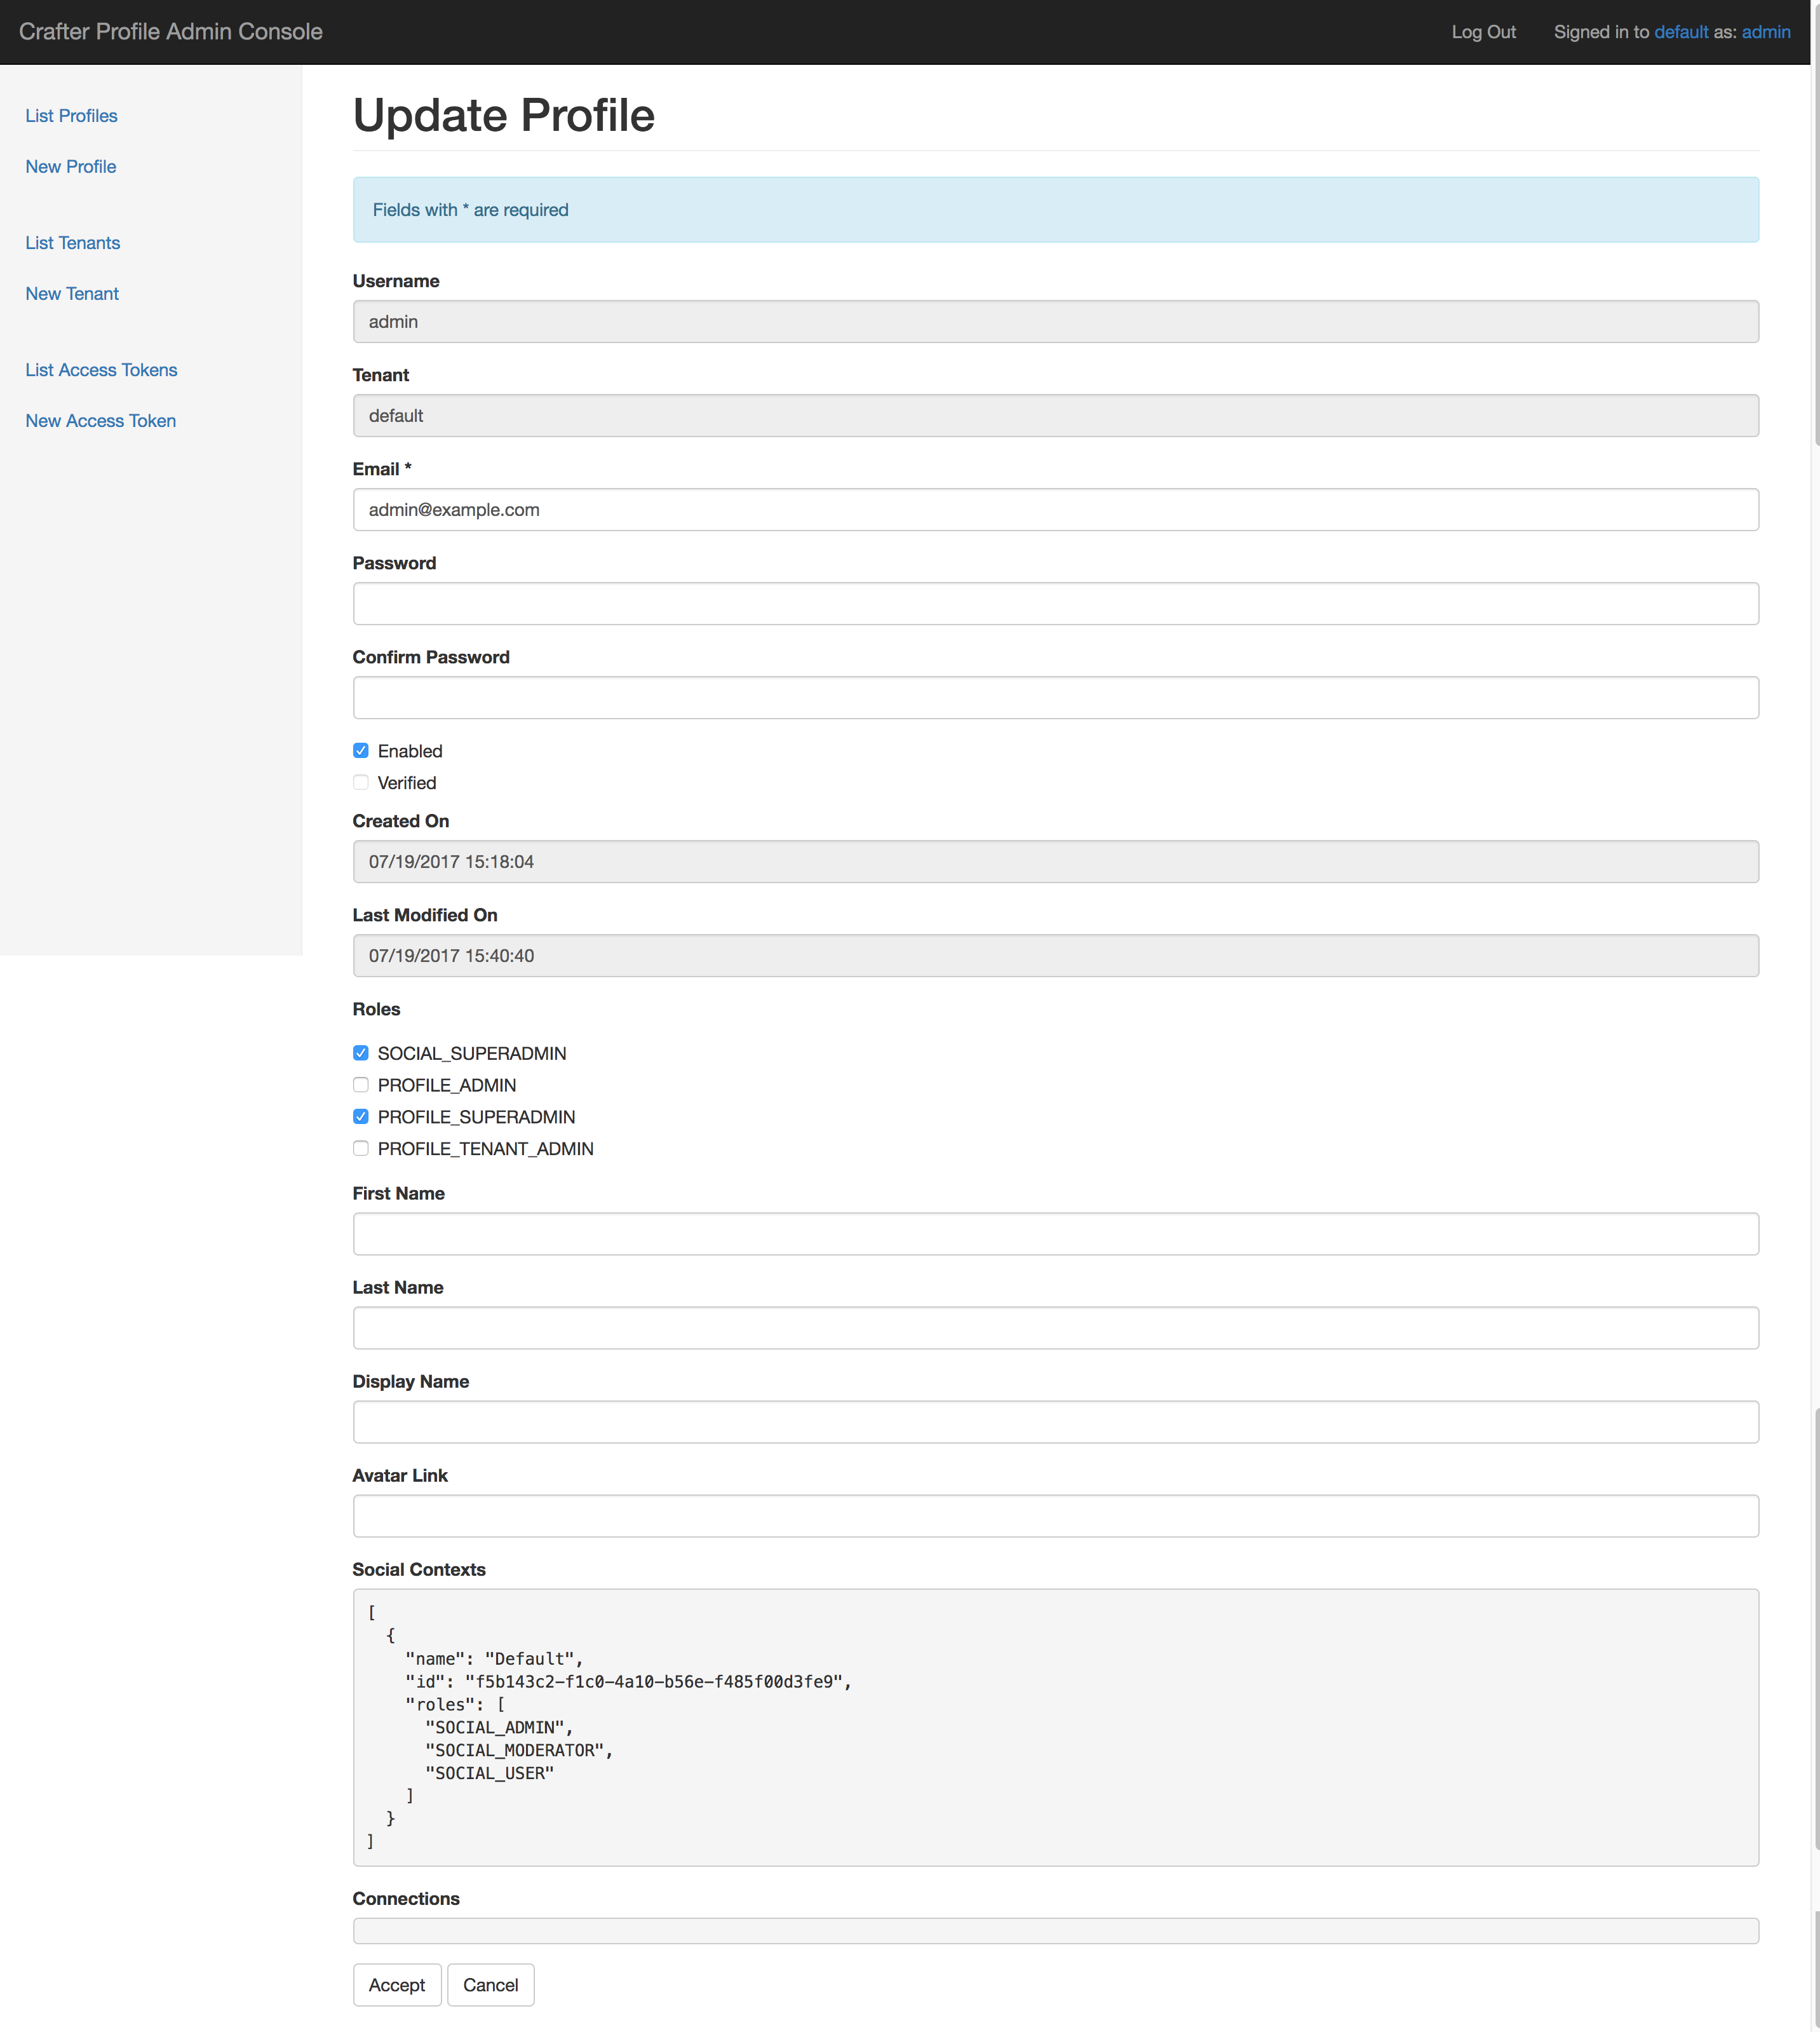 Crafter Profile Admin Console
Log Out Signed in to default as: admin
List Profiles
New Profile
List Tenants
New Tenant
List Access Tokens
New Access Token
Update Profile
Fields with * are required
Username
admin
Tenant
default
Email *
admin@example.com
Password
Confirm Password
Enabled
Verified
Created On
07/19/2017 15:18:04
Last Modified On
07/19/2017 15:40:40
Roles
SOCIAL_SUPERADMIN
PROFILE_ADMIN
PROFILE_SUPERADMIN
PROFILE_TENANT_ADMIN
First Name
Last Name
Display Name
Avatar Link
Social Contexts
[
  {
    "name": "Default",
    "id": "f5b143c2-f1c0-4a10-b56e-f485f00d3fe9",
    "roles": [
      "SOCIAL_ADMIN",
      "SOCIAL_MODERATOR",
      "SOCIAL_USER"
    ]
  }
]
Connections
Accept Cancel